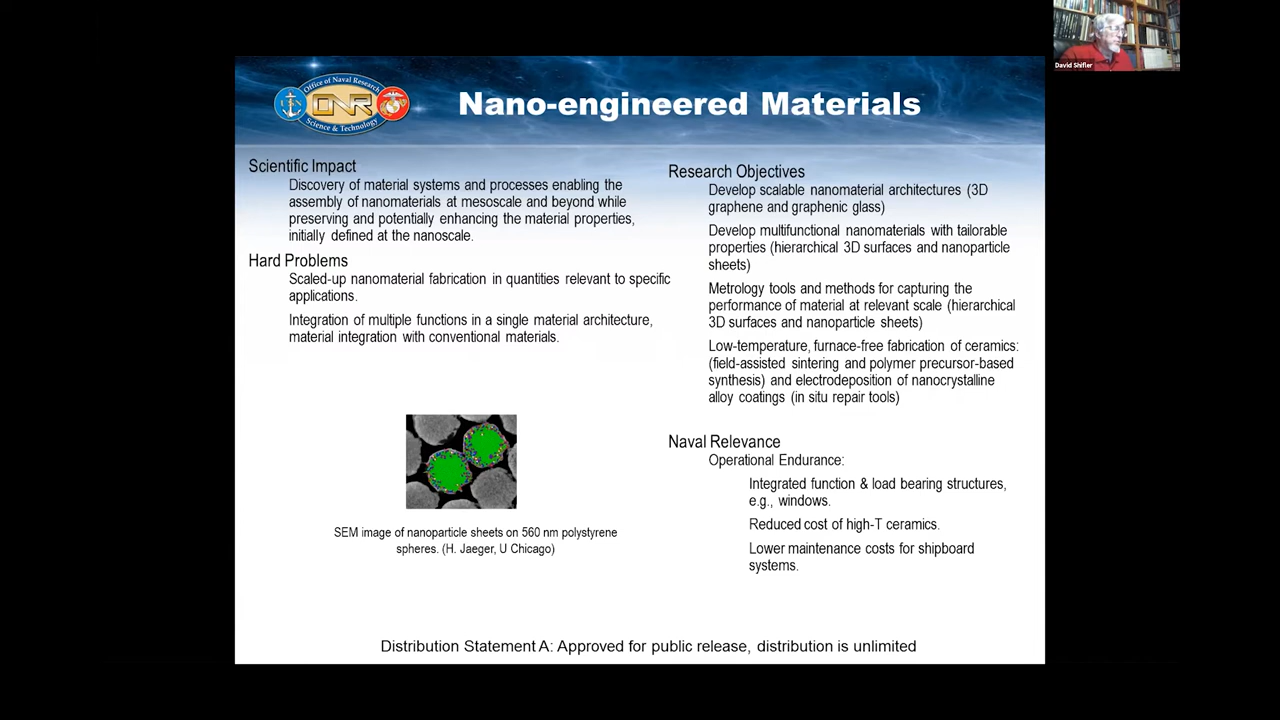 David Shifler
Office of Naval Research
ONR
Science & Technology
Nano-engineered Materials
Scientific Impact
Discovery of material systems and processes enabling the
assembly of nanomaterials at mesoscale and beyond while
preserving and potentially enhancing the material properties,
initially defined at the nanoscale.
Hard Problems
Scaled-up nanomaterial fabrication in quantities relevant to specific
applications.
Integration of multiple functions in a single material architecture,
material integration with conventional materials.
SEM image of nanoparticle sheets on 560 nm polystyrene
spheres. (H. Jaeger, U Chicago)
Research Objectives
Develop scalable nanomaterial architectures (3D
graphene and graphenic glass)
Develop multifunctional nanomaterials with tailorable
properties (hierarchical 3D surfaces and nanoparticle
sheets)
Metrology tools and methods for capturing the
performance of material at relevant scale (hierarchical
3D surfaces and nanoparticle sheets)
Low-temperature, furnace-free fabrication of ceramics:
(field-assisted sintering and polymer precursor-based
synthesis) and electrodeposition of nanocrystalline
alloy coatings (in situ repair tools)
Naval Relevance
Operational Endurance:
Integrated function & load bearing structures,
e.g., windows.
Reduced cost of high-T ceramics.
Lower maintenance costs for shipboard
systems.
Distribution Statement A: Approved for public release, distribution is unlimited